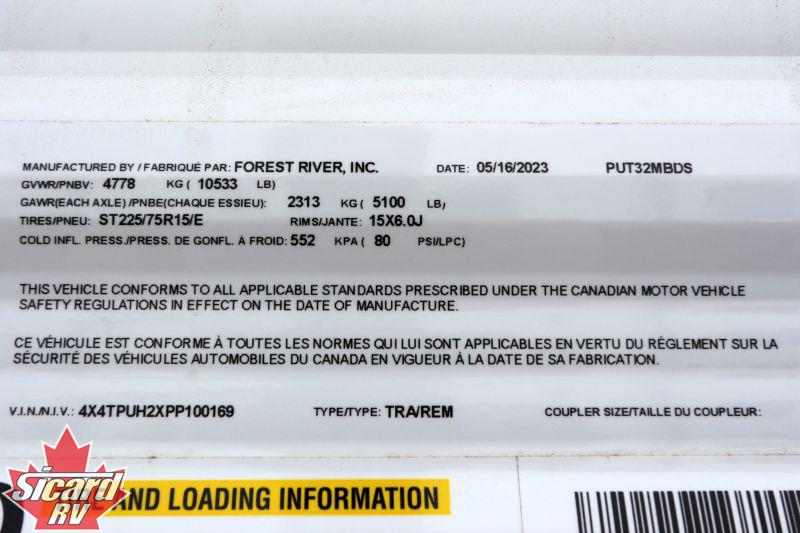 MANUFACTURED BY / FABRIQUÉ PAR: FOREST RIVER, INC. DATE: 05/16/2023 PUT32MBDS
GVWR/PNBV: 4778 KG ( 10533 LB)
GAWR(EACH AXLE) /PNBE(CHAQUE ESSIEU): 2313 KG ( 5100 LB)
TIRES/PNEU: ST225/75R15/E RIMS/JANTE: 15X6.0J
COLD INFL. PRESS./PRESS. DE GONFL. À FROID: 552 KPA ( 80 PSI/LPC)
THIS VEHICLE CONFORMS TO ALL APPLICABLE STANDARDS PRESCRIBED UNDER THE CANADIAN MOTOR VEHICLE
SAFETY REGULATIONS IN EFFECT ON THE DATE OF MANUFACTURE.
CE VÉHICULE EST CONFORME À TOUTES LES NORMES QUI LUI SONT APPLICABLES EN VERTU DU RÉGLEMENT SUR LA
SÉCURITÉ DES VÉHICULES AUTOMOBILES DU CANADA EN VIGUEUR À LA DATE DE SA FABRICATION.
V.I.N./N.I.V.: 4X4TPUH2XPP100169 TYPE/TYPE: TRA/REM COUPLER SIZE/TAILLE DU COUPLEUR:
AND LOADING INFORMATION
Sicard
RV